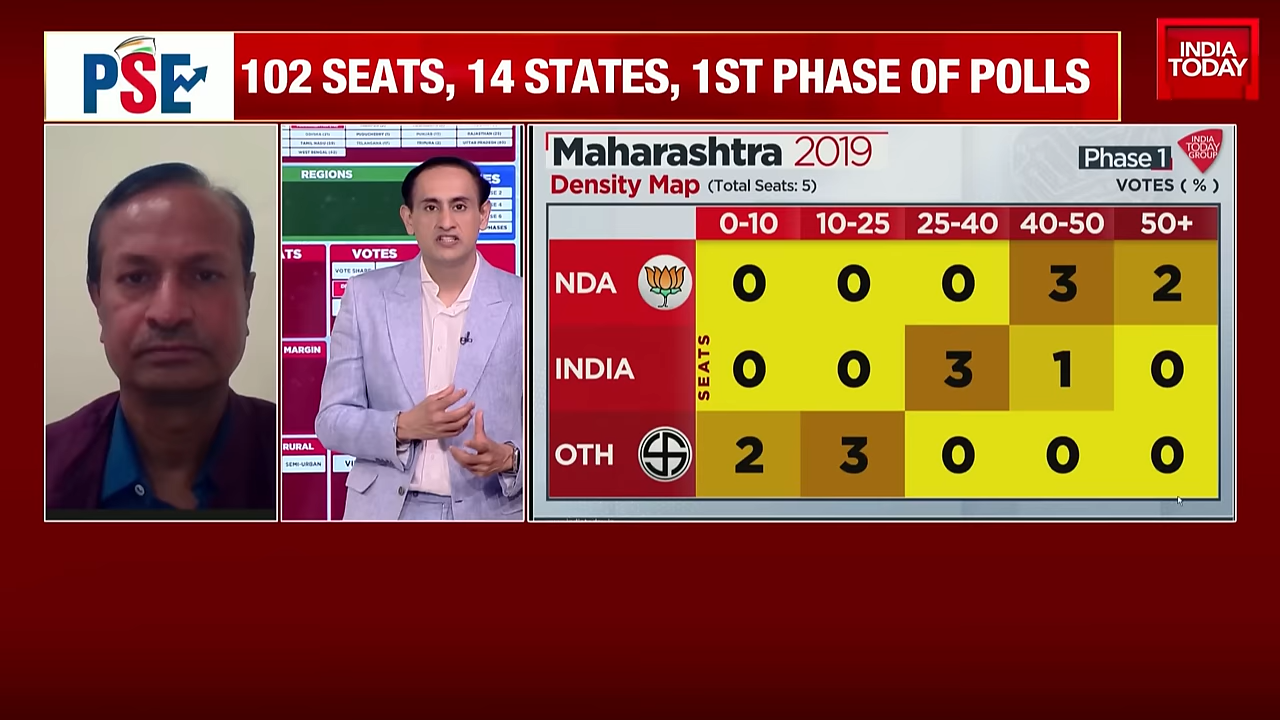 PSE
102 SEATS, 14 STATES, 1ST PHASE OF POLLS
INDIA
TODAY
REGIONS
VOTES
VOTE SHARE
MARGIN
RURAL
SEMI-URBAN
Maharashtra 2019
Density Map (Total Seats: 5)
Phase 1
INDIA
TODAY
GROUP
VOTES ( % )
0-10 10-25 25-40 40-50 50+
SEATS
NDA 0 0 0 3 2
INDIA 0 0 3 1 0
OTH 2 3 0 0 0